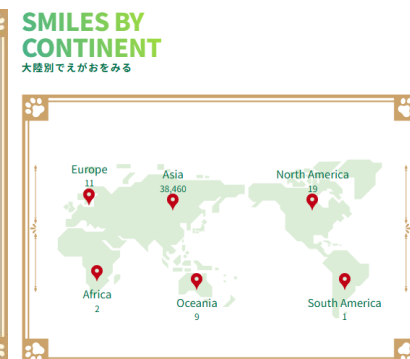 SMILES BY
CONTINENT
大陸別でえがおをみる
Europe
11
Asia
38,460
North America
19
Africa
2
Oceania
9
South America
1